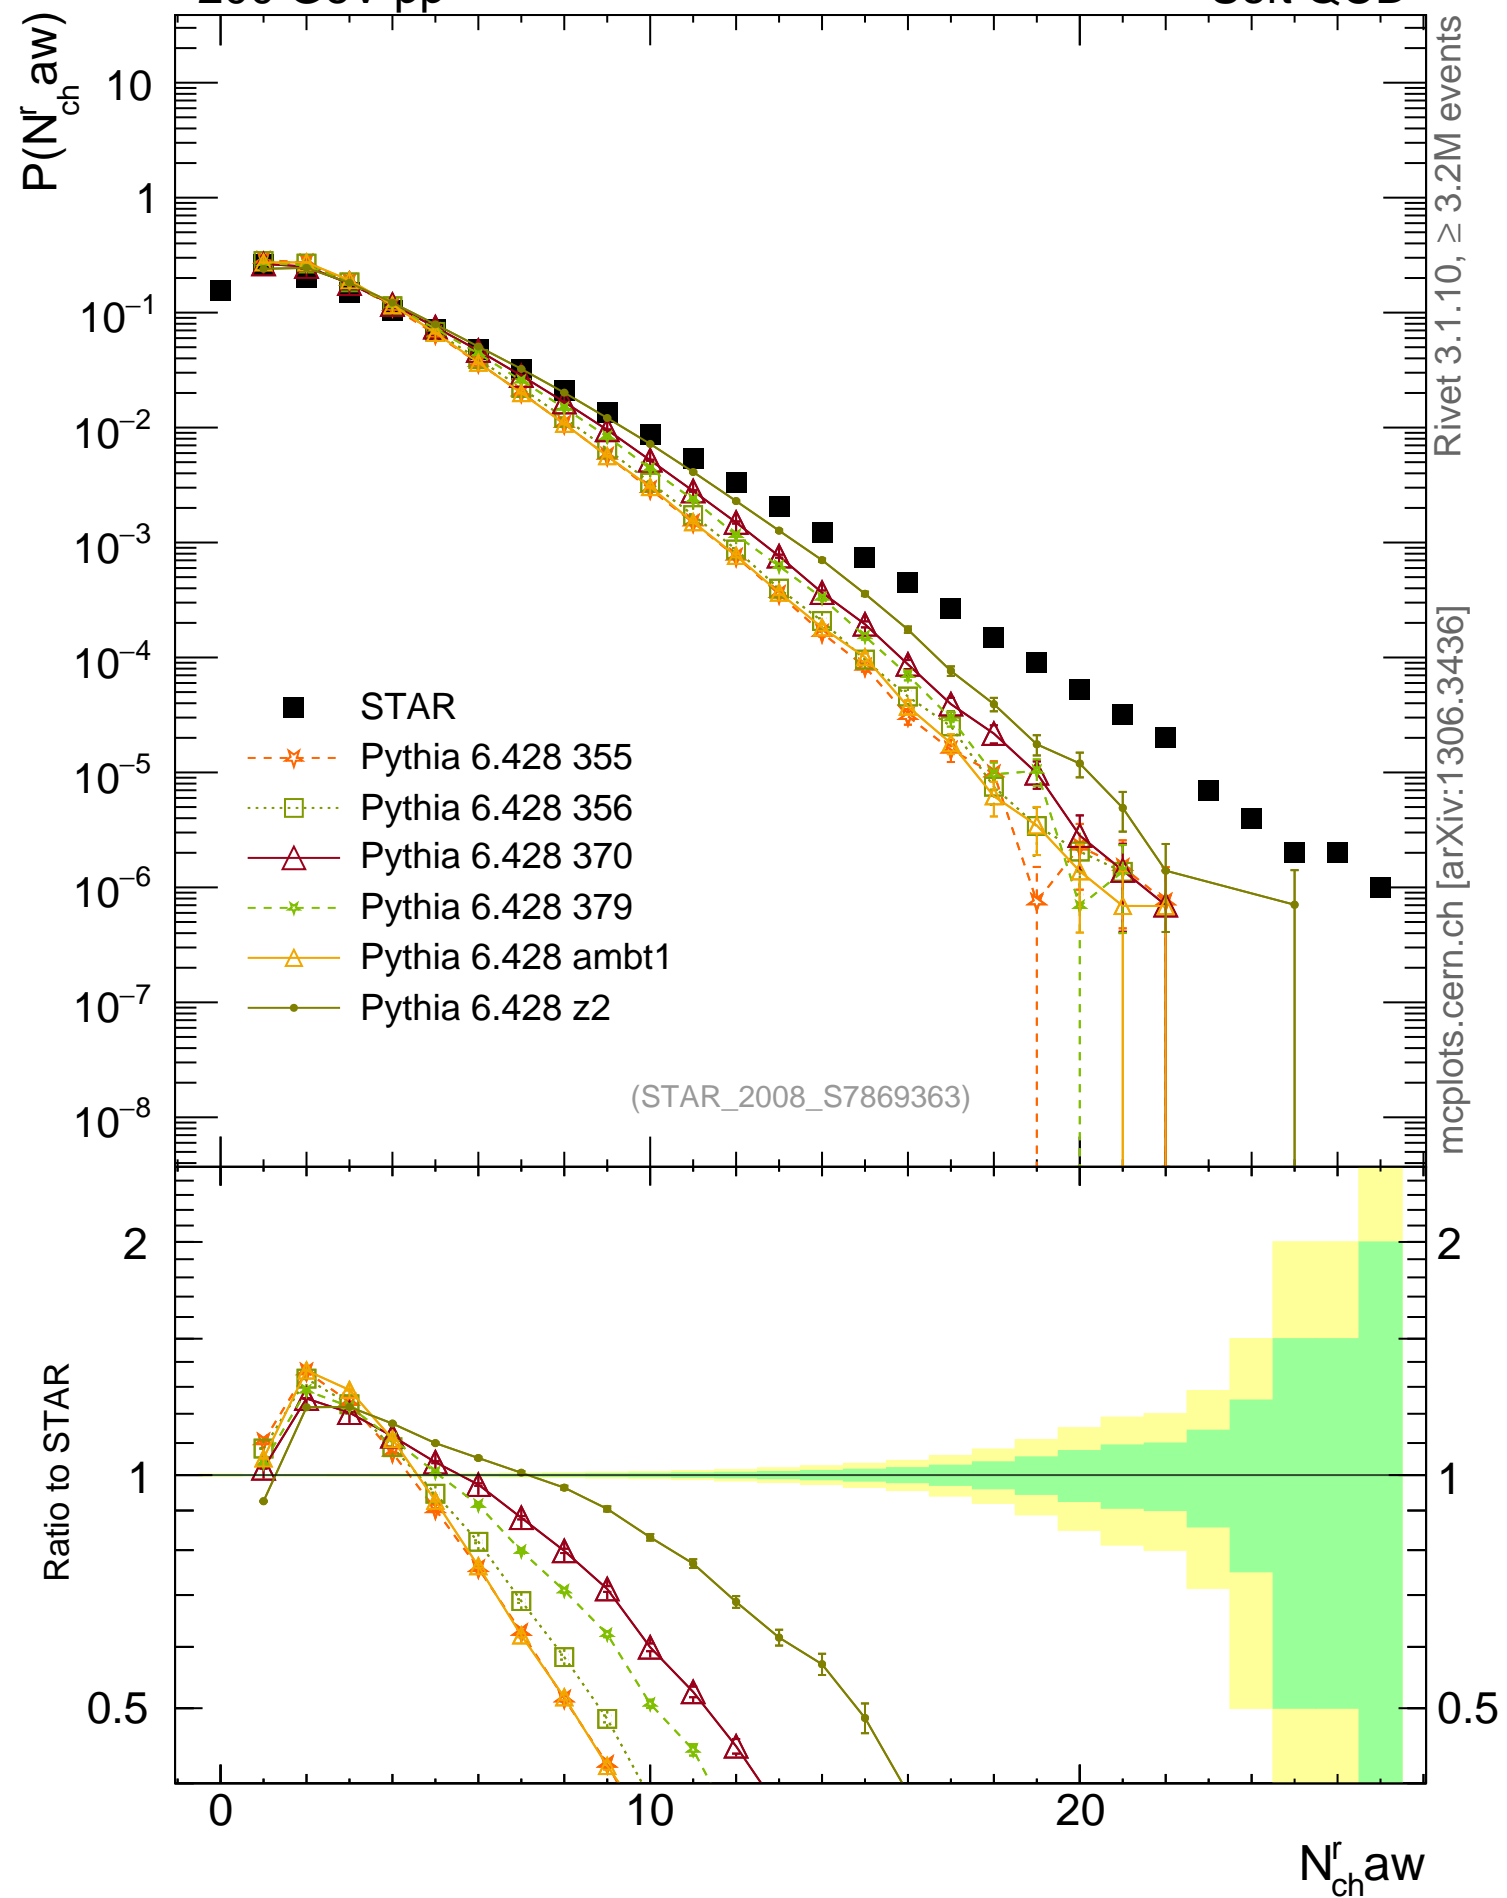 P(N^r_ch aw)
10
1
10^−1
10^−2
10^−3
10^−4
10^−5
10^−6
10^−7
10^−8
STAR
Pythia 6.428 355
Pythia 6.428 356
Pythia 6.428 370
Pythia 6.428 379
Pythia 6.428 ambt1
Pythia 6.428 z2
(STAR_2008_S7869363)
Rivet 3.1.10, ≥ 3.2M events
mcplots.cern.ch [arXiv:1306.3436]
Ratio to STAR
2
1
0.5
2
1
0.5
0 10 20
N^r_ch aw